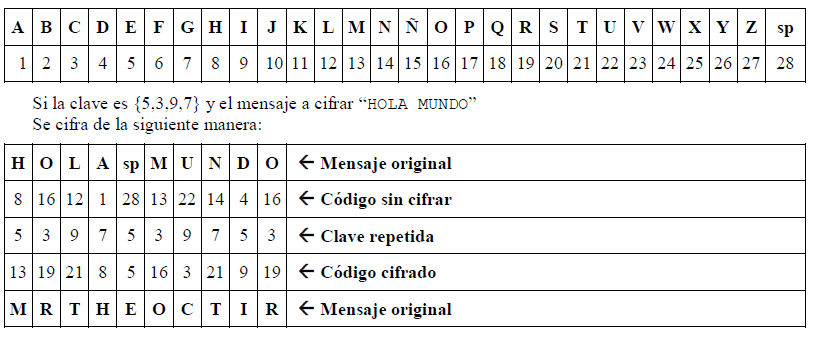 A B C D E F G H I J K L M N Ñ O P Q R S T U V W X Y Z sp
1 2 3 4 5 6 7 8 9 10 11 12 13 14 15 16 17 18 19 20 21 22 23 24 25 26 27 28
Si la clave es {5,3,9,7} y el mensaje a cifrar “HOLA MUNDO”
Se cifra de la siguiente manera:
H O L A sp M U N D O ← Mensaje original
8 16 12 1 28 13 22 14 4 16 ← Código sin cifrar
5 3 9 7 5 3 9 7 5 3 ← Clave repetida
13 19 21 8 5 16 3 21 9 19 ← Código cifrado
M R T H E O C T I R ← Mensaje original